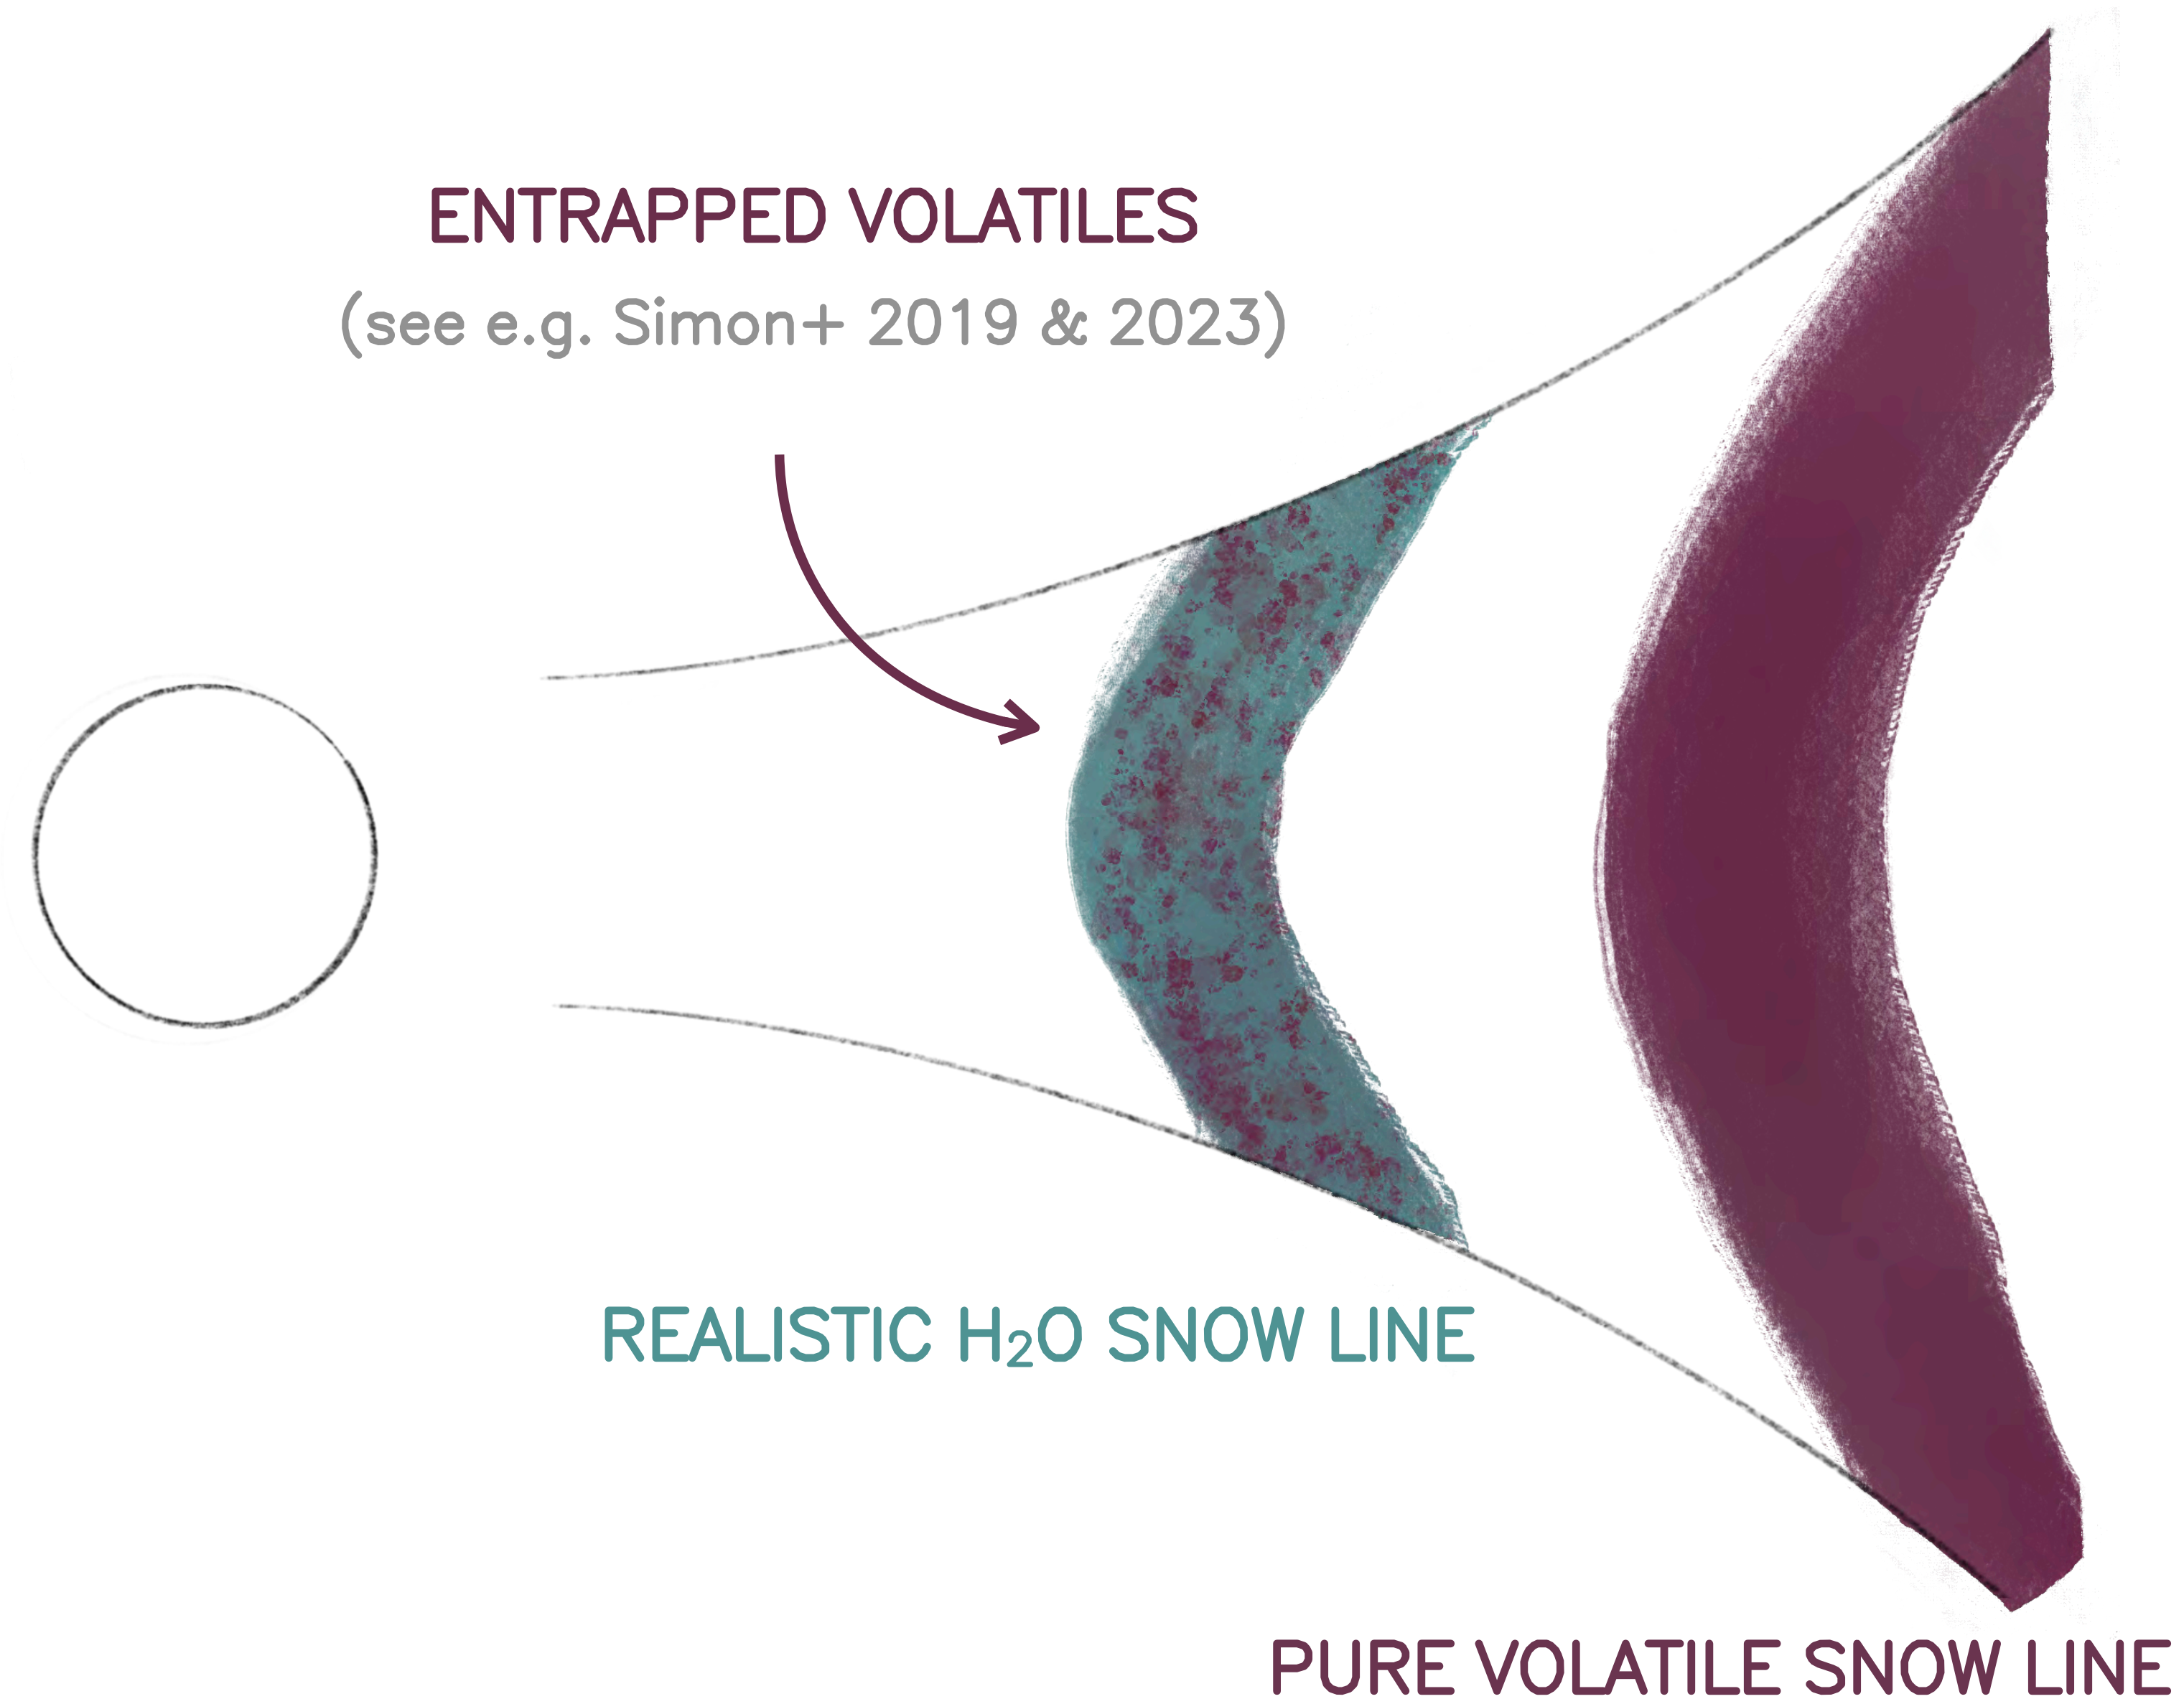 ENTRAPPED VOLATILES
(see e.g. Simon+ 2019 & 2023)
REALISTIC H₂O SNOW LINE
PURE VOLATILE SNOW LINE